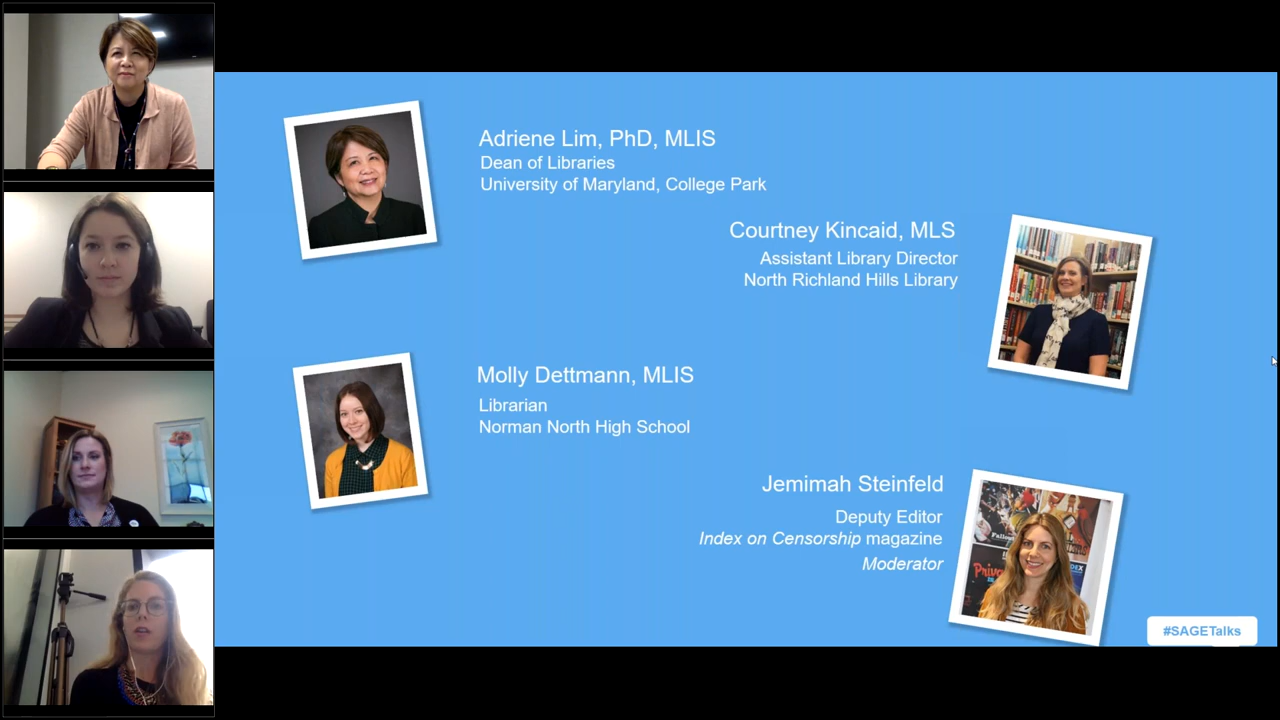 Adriene Lim, PhD, MLIS
Dean of Libraries
University of Maryland, College Park
Courtney Kincaid, MLS
Assistant Library Director
North Richland Hills Library
Molly Dettmann, MLIS
Librarian
Norman North High School
Jemimah Steinfeld
Deputy Editor
Index on Censorship magazine
Moderator
#SAGETalks